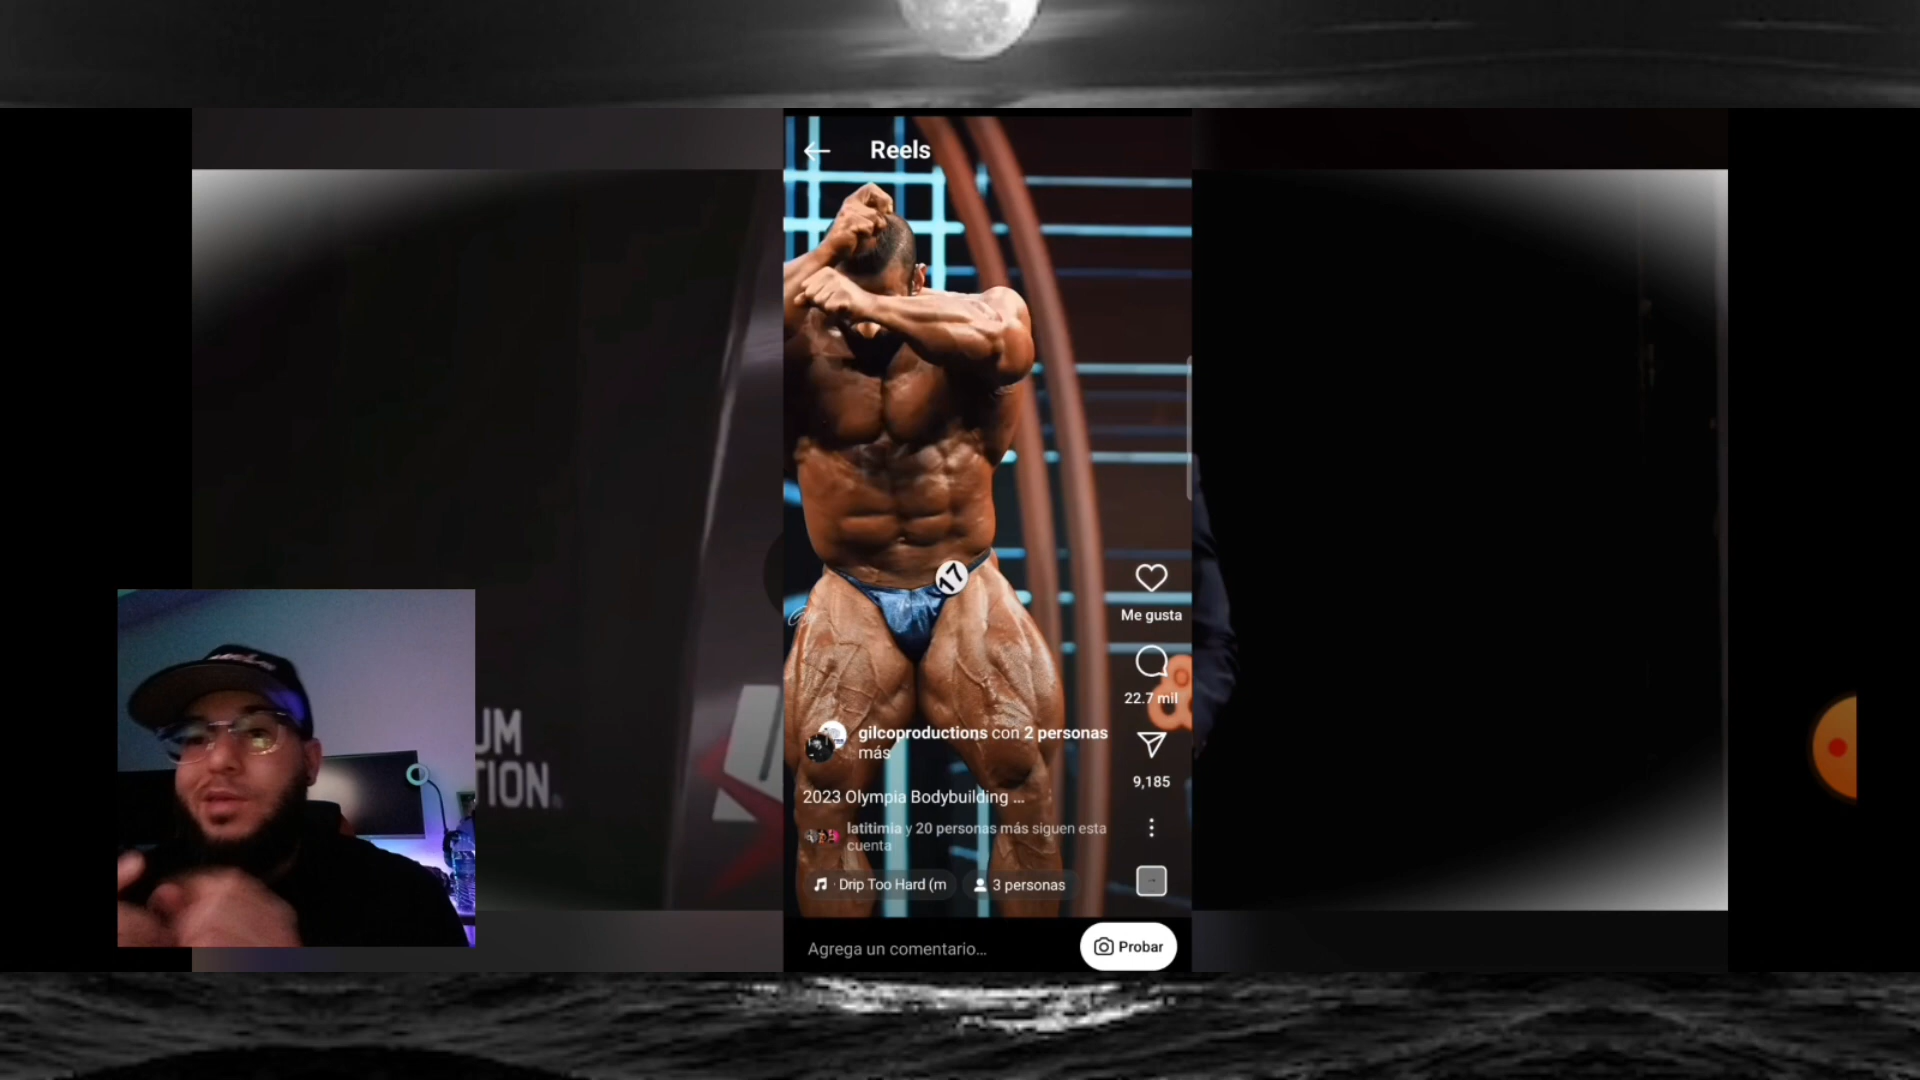 Reels
17
Me gusta
22.7 mil
gilcoproductions con 2 personas
más
9,185
2023 Olympia Bodybuilding ...
latitimia y 20 personas más siguen esta
cuenta
Drip Too Hard (m
3 personas
Agrega un comentario...
Probar
UM
TION